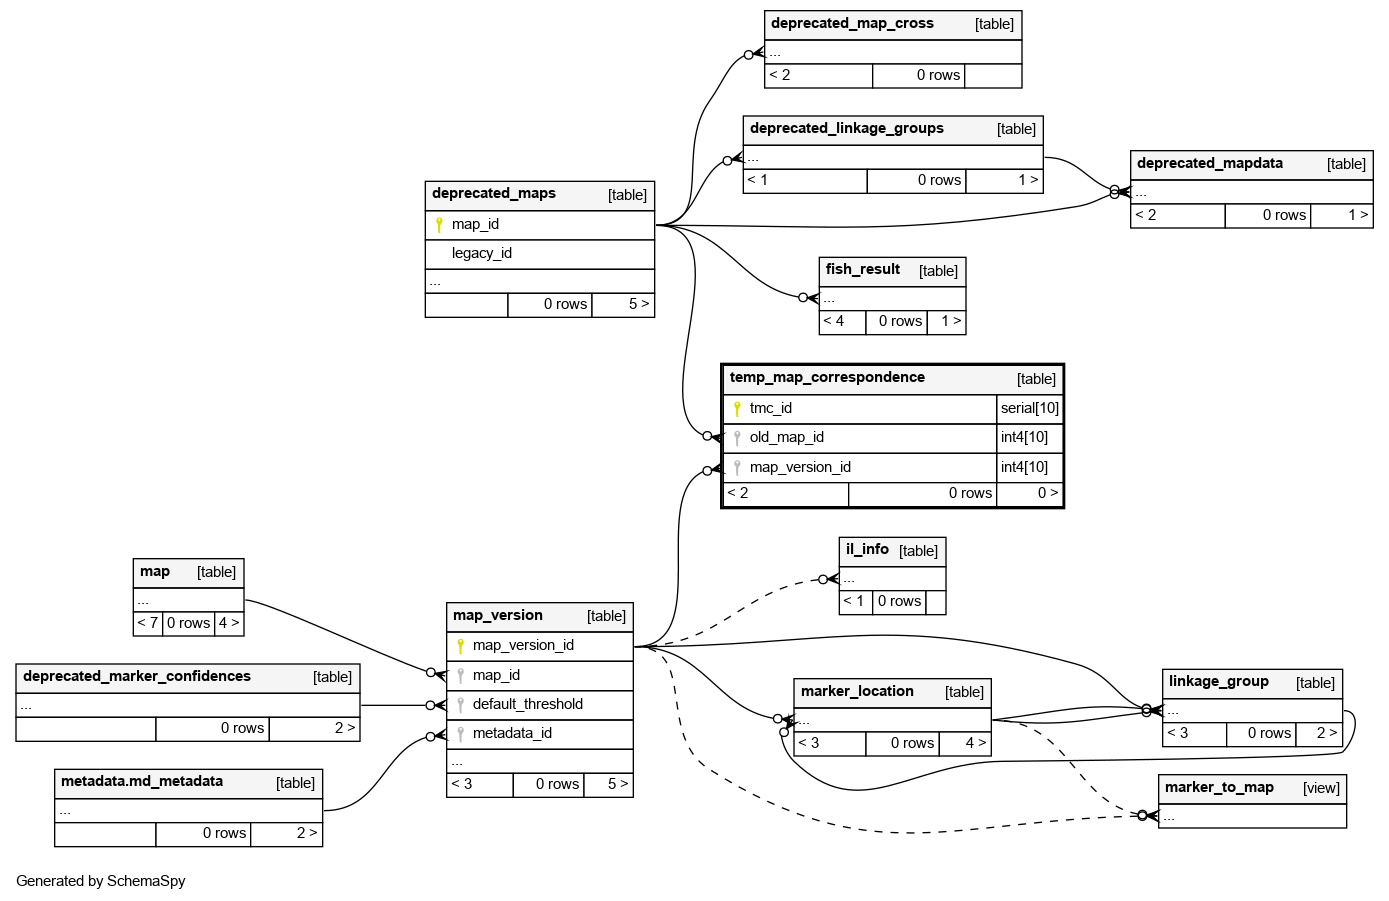 deprecated_map_cross [table]
...
< 2 0 rows
deprecated_linkage_groups [table]
...
< 1 0 rows 1 >
deprecated_mapdata [table]
...
< 2 0 rows 1 >
deprecated_maps [table]
map_id
legacy_id
...
0 rows 5 >
fish_result [table]
...
< 4 0 rows 1 >
temp_map_correspondence [table]
tmc_id serial[10]
old_map_id int4[10]
map_version_id int4[10]
< 2 0 rows 0 >
il_info [table]
...
< 1 0 rows
map [table]
...
< 7 0 rows 4 >
map_version [table]
map_version_id
map_id
default_threshold
metadata_id
...
< 3 0 rows 5 >
deprecated_marker_confidences [table]
...
0 rows 2 >
metadata.md_metadata [table]
...
0 rows 2 >
marker_location [table]
...
< 3 0 rows 4 >
linkage_group [table]
...
< 3 0 rows 2 >
marker_to_map [view]
...
Generated by SchemaSpy